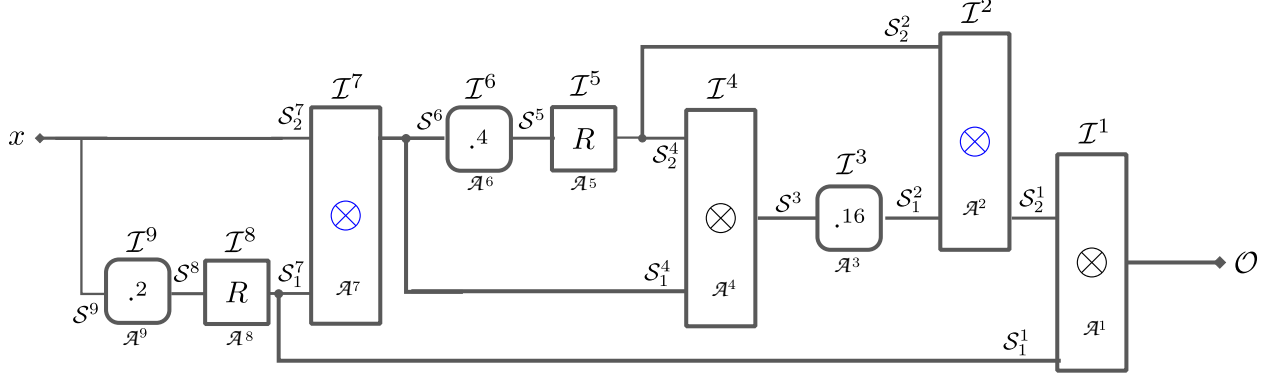 𝓘²
𝓢²₂
𝓘⁷
𝓘⁶
𝓘⁵
𝓘⁴
x
𝓢⁷₂
𝓢⁶
.⁴
𝓢⁵
R
𝓢⁴₂
⊗
𝓘¹
𝓐⁶
𝓐⁵
𝓘³
⊗
⊗
𝓢³
.¹⁶
𝓢²₁
𝓐²
𝓢¹₂
𝓘⁹
𝓘⁸
𝓐³
𝓢⁸
𝓢⁷₁
𝓐⁷
𝓢⁴₁
𝓐⁴
⊗
𝓞
𝓢⁹
.²
R
𝓐⁹
𝓐⁸
𝓐¹
𝓢¹₁